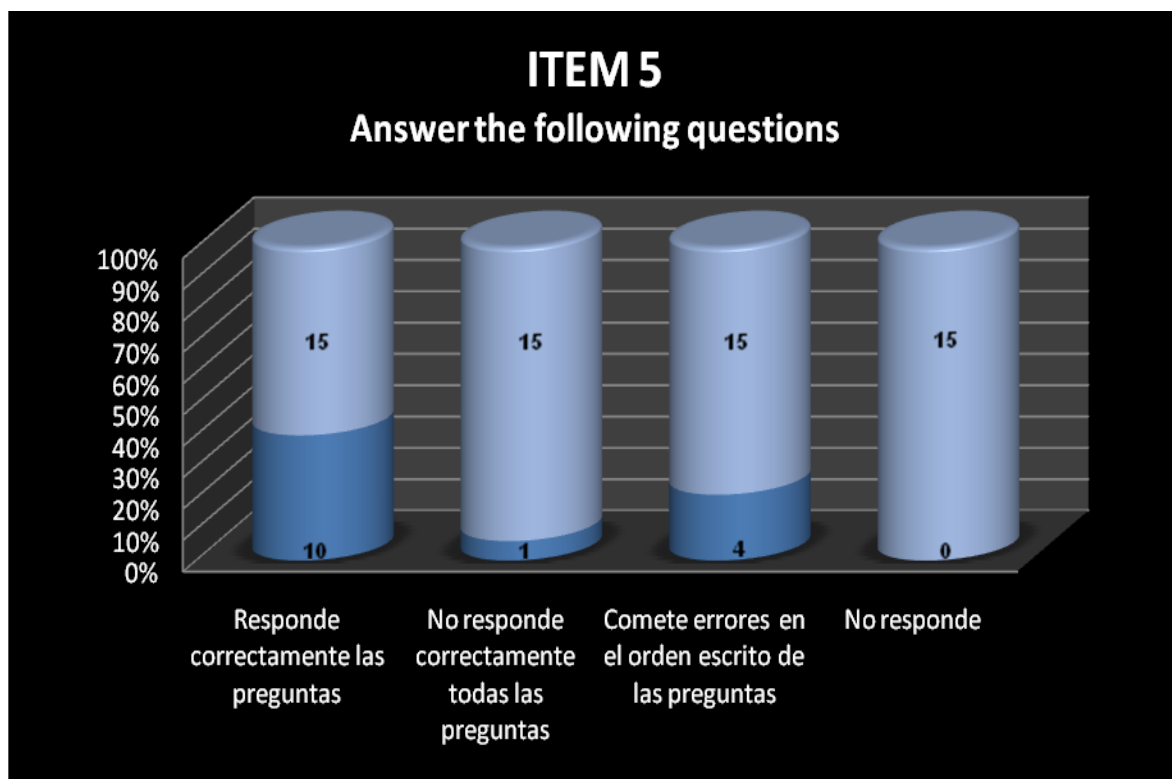 ITEM 5
Answer the following questions
100%
90%
80%
70%
60%
50%
40%
30%
20%
10%
0%
15
15
15
15
10
1
4
0
Responde
correctamente las
preguntas
No responde
correctamente
todas las
preguntas
Comete errores en
el orden escrito de
las preguntas
No responde